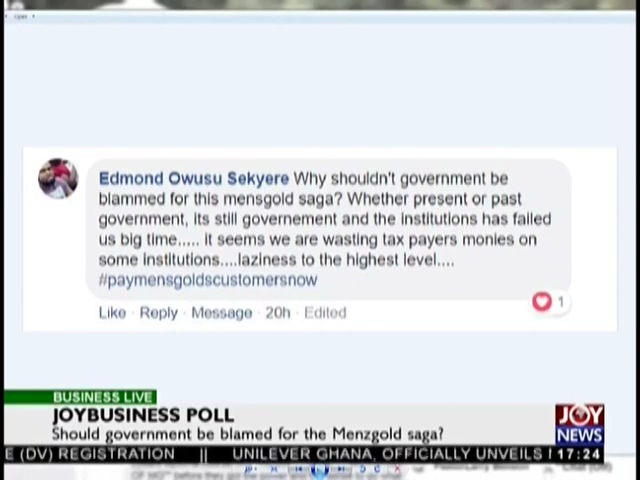 Edmond Owusu Sekyere Why shouldn't government be
blammed for this mensgold saga? Whether present or past
government, its still governement and the institutions has failed
us big time..... it seems we are wasting tax payers monies on
some institutions....laziness to the highest level....
#paymensgoldscustomersnow
Like · Reply · Message · 20h · Edited
1
BUSINESS LIVE
JOYBUSINESS POLL
Should government be blamed for the Menzgold saga?
JOY
NEWS
E (DV) REGISTRATION || UNILEVER GHANA, OFFICIALLY UNVEILS I
17:24